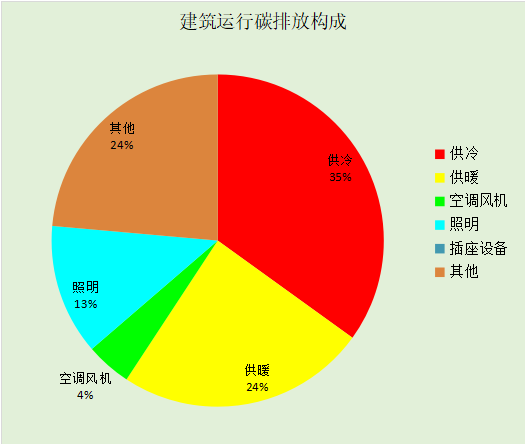 建筑运行碳排放构成
其他
24%
供冷
35%
照明
13%
空调风机
4%
供暖
24%
供冷
供暖
空调风机
照明
插座设备
其他